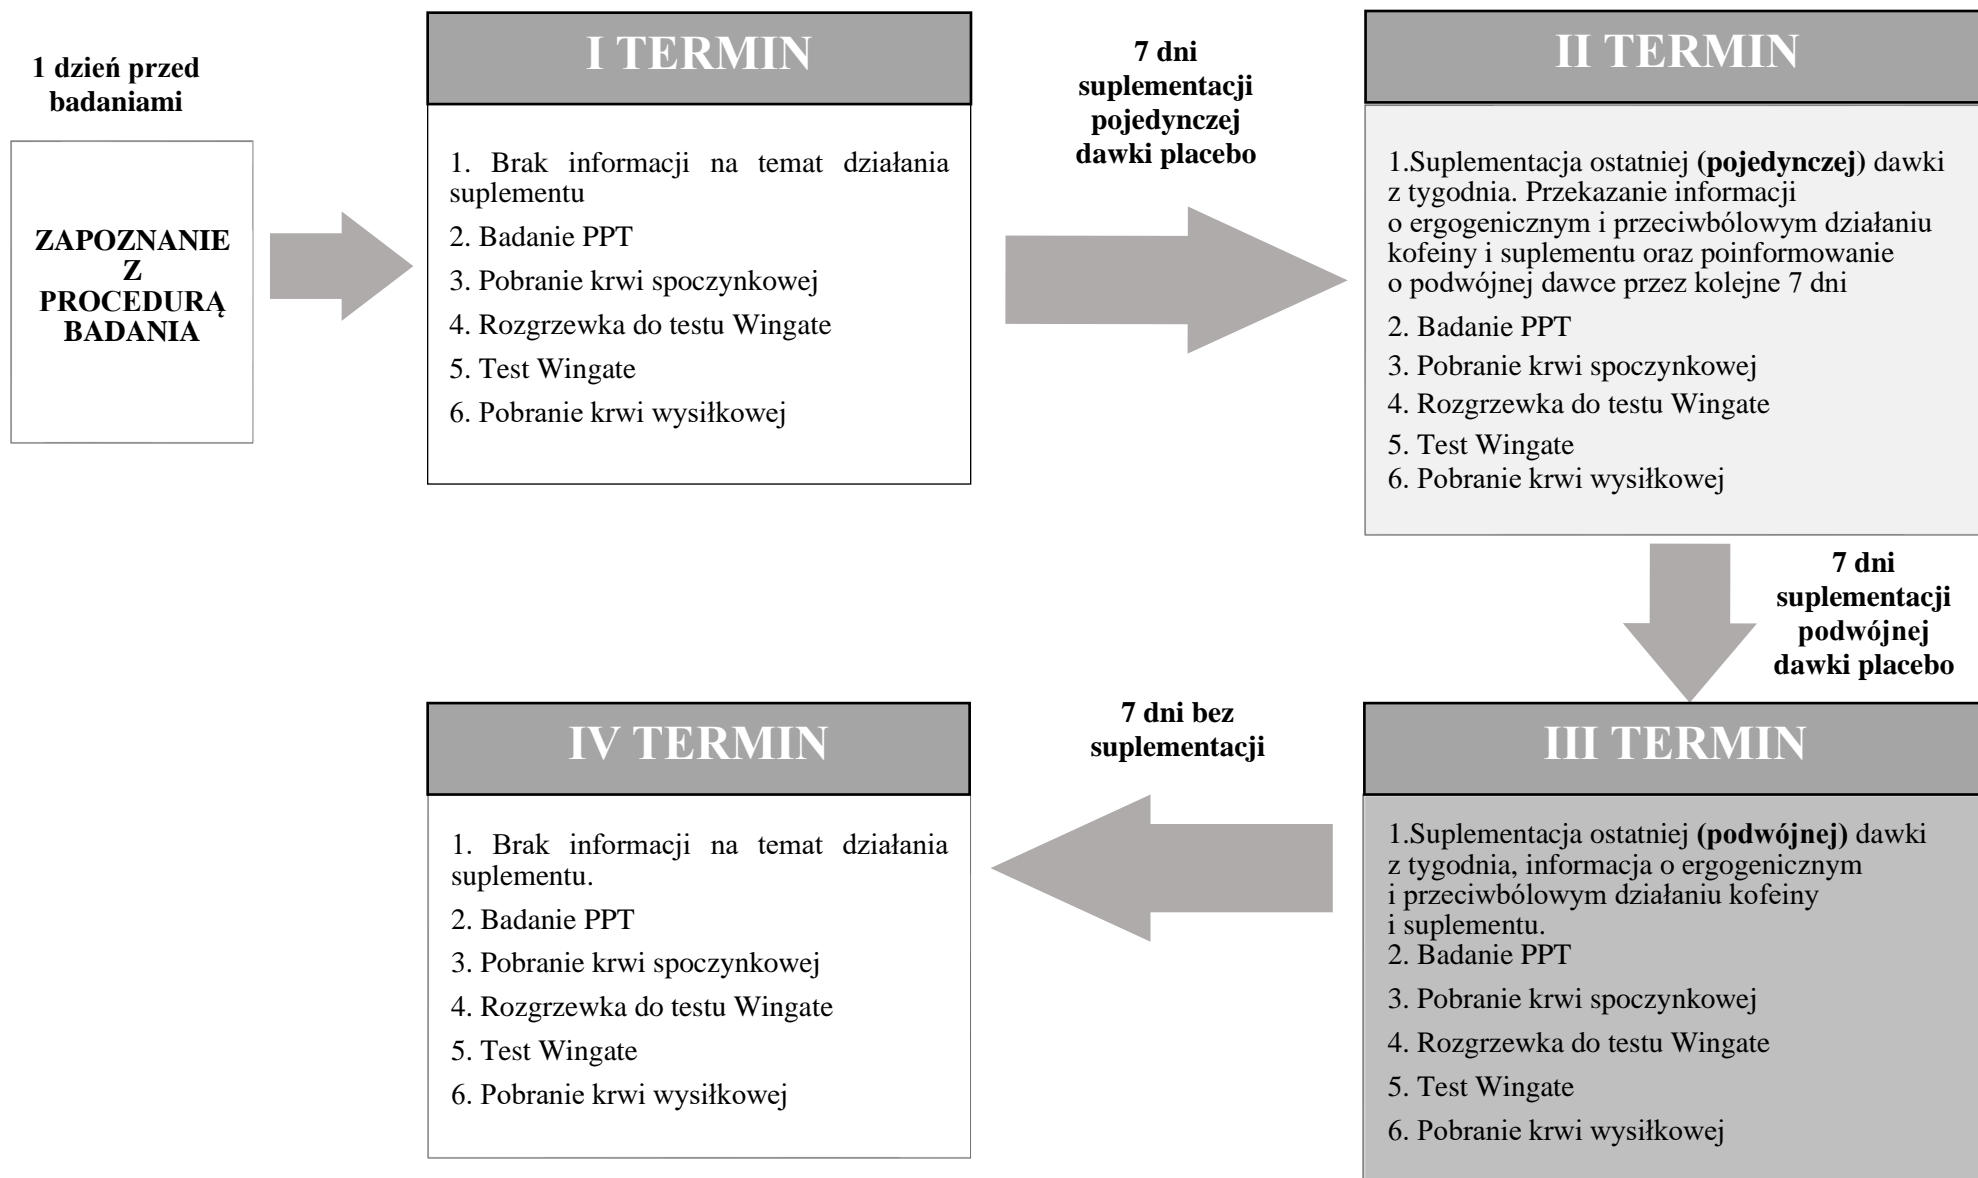 1 dzień przed
badaniami
ZAPOZNANIE
Z
PROCEDURĄ
BADANIA
I TERMIN
1. Brak informacji na temat działania
suplementu
2. Badanie PPT
3. Pobranie krwi spoczynkowej
4. Rozgrzewka do testu Wingate
5. Test Wingate
6. Pobranie krwi wysiłkowej
7 dni
suplementacji
pojedynczej
dawki placebo
II TERMIN
1.Suplementacja ostatniej (pojedynczej) dawki
z tygodnia. Przekazanie informacji
o ergogenicznym i przeciwbólowym działaniu
kofeiny i suplementu oraz poinformowanie
o podwójnej dawce przez kolejne 7 dni
2. Badanie PPT
3. Pobranie krwi spoczynkowej
4. Rozgrzewka do testu Wingate
5. Test Wingate
6. Pobranie krwi wysiłkowej
7 dni
suplementacji
podwójnej
dawki placebo
III TERMIN
1.Suplementacja ostatniej (podwójnej) dawki
z tygodnia, informacja o ergogenicznym
i przeciwbólowym działaniu kofeiny
i suplementu.
2. Badanie PPT
3. Pobranie krwi spoczynkowej
4. Rozgrzewka do testu Wingate
5. Test Wingate
6. Pobranie krwi wysiłkowej
7 dni bez
suplementacji
IV TERMIN
1. Brak informacji na temat działania
suplementu.
2. Badanie PPT
3. Pobranie krwi spoczynkowej
4. Rozgrzewka do testu Wingate
5. Test Wingate
6. Pobranie krwi wysiłkowej